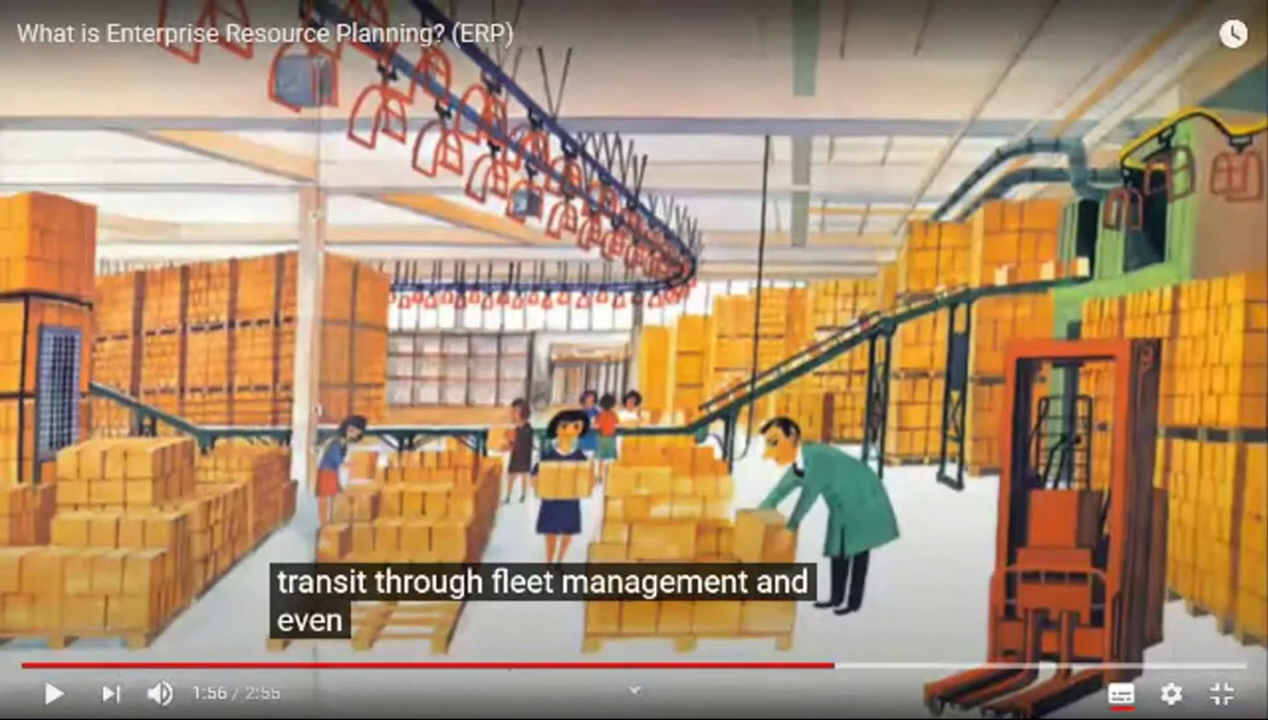 What is Enterprise Resource Planning? (ERP)
transit through fleet management and
even
1:56 / 2:55